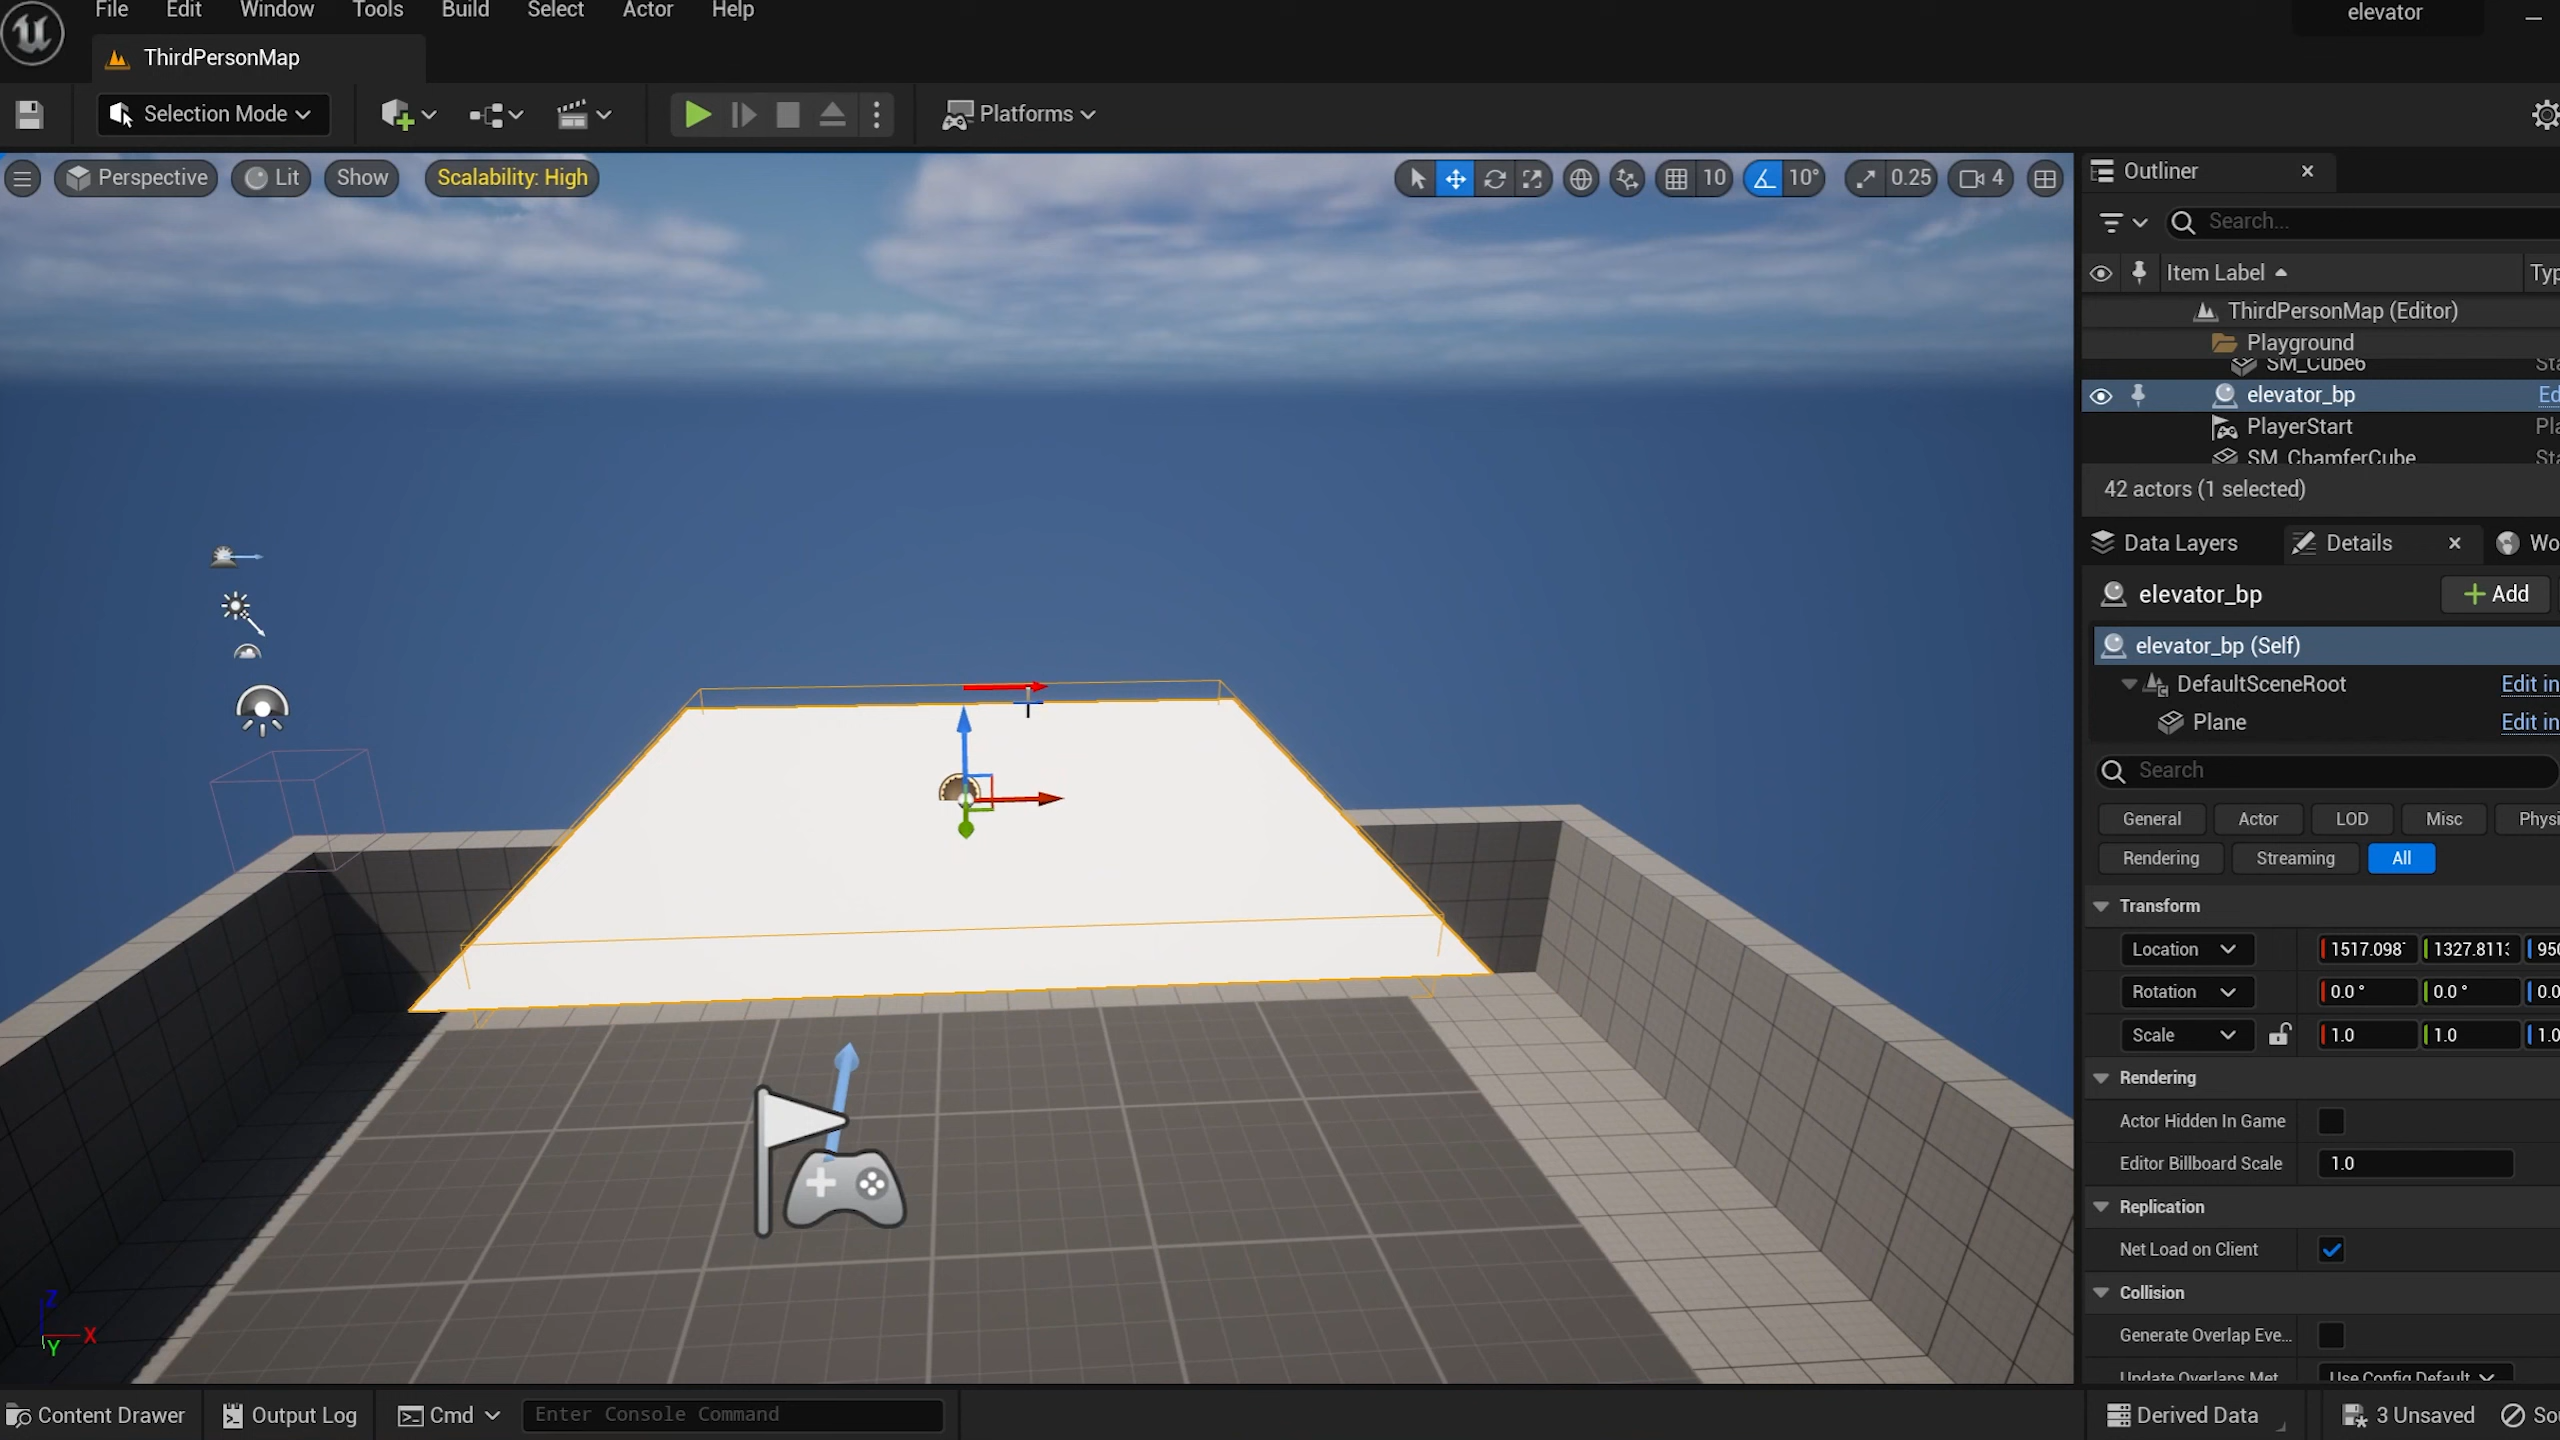 File Edit Window Tools Build Select Actor Help elevator
ThirdPersonMap
Selection Mode Platforms
Perspective Lit Show Scalability: High 10 10° 0.25 4
Outliner
Search...
Item Label Typ
ThirdPersonMap (Editor)
Playground
SM_Cube6 Sta
elevator_bp Ed
PlayerStart Pla
SM_ChamferCube Sta
42 actors (1 selected)
Data Layers Details Wo
elevator_bp Add
elevator_bp (Self)
DefaultSceneRoot Edit in
Plane Edit in
Search
General Actor LOD Misc Physi
Rendering Streaming All
Transform
Location 1517.098 1327.811 950
Rotation 0.0 ° 0.0 ° 0.0
Scale 1.0 1.0 1.0
Rendering
Actor Hidden In Game
Editor Billboard Scale 1.0
Replication
Net Load on Client
Collision
Generate Overlap Eve...
Update Overlaps Met Use Config Default
Z
X
Y
Content Drawer Output Log Cmd Enter Console Command Derived Data 3 Unsaved Sou